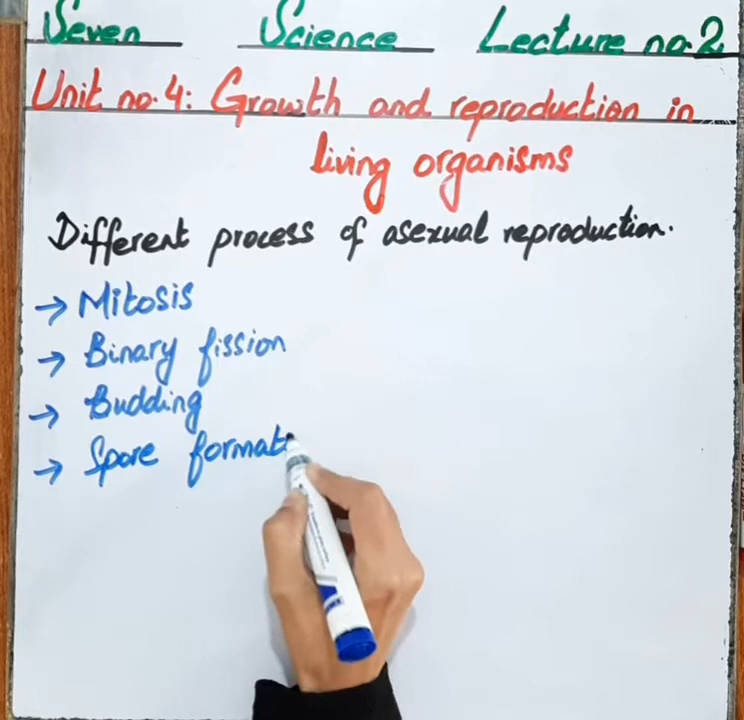 Seven Science Lecture no.2
Unit no.4: Growth and reproduction in
living organisms
Different process of asexual reproduction.
→ Mitosis
→ Binary fission
→ Budding
→ Spore format